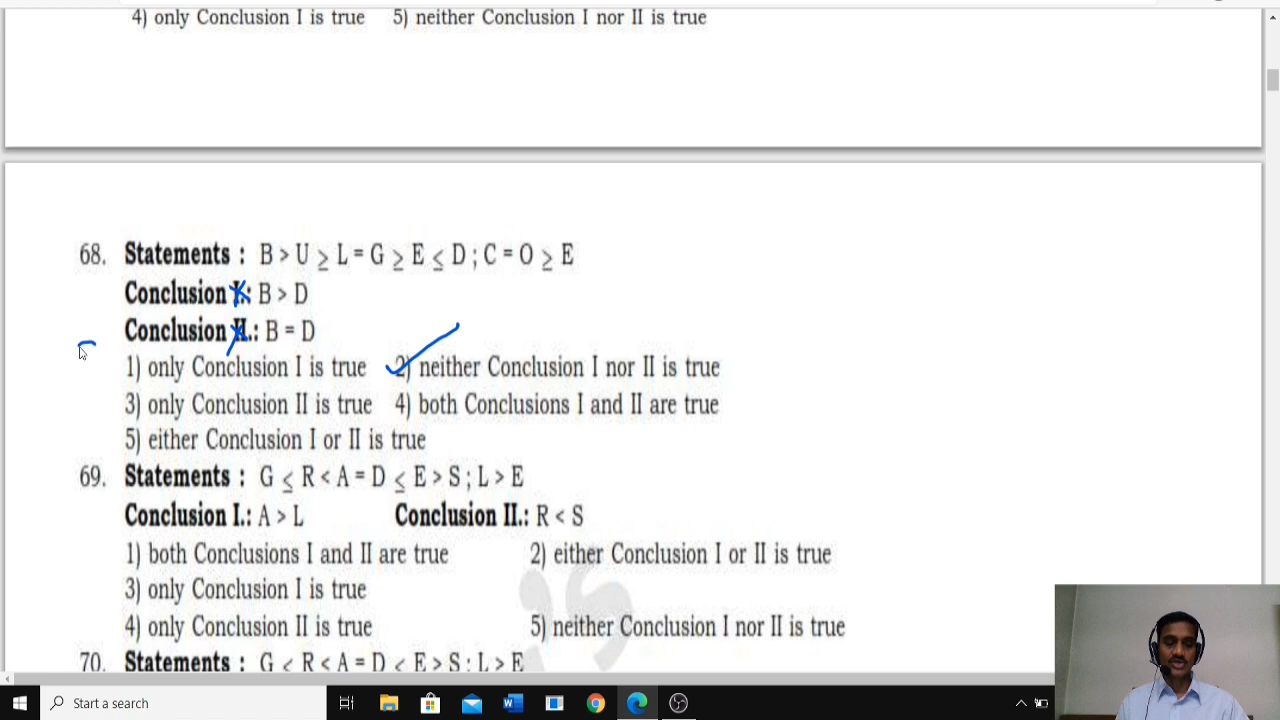 4) only Conclusion I is true 5) neither Conclusion I nor II is true
68. Statements : B > U ≥ L = G ≥ E ≤ D ; C = O ≥ E
Conclusion I.: B > D
Conclusion II.: B = D
1) only Conclusion I is true 2) neither Conclusion I nor II is true
3) only Conclusion II is true 4) both Conclusions I and II are true
5) either Conclusion I or II is true
69. Statements : G ≤ R < A = D ≤ E > S ; L > E
Conclusion I.: A > L Conclusion II.: R < S
1) both Conclusions I and II are true 2) either Conclusion I or II is true
3) only Conclusion I is true
4) only Conclusion II is true 5) neither Conclusion I nor II is true
70. Statements : G < R < A = D < E > S ; L > E
Start a search